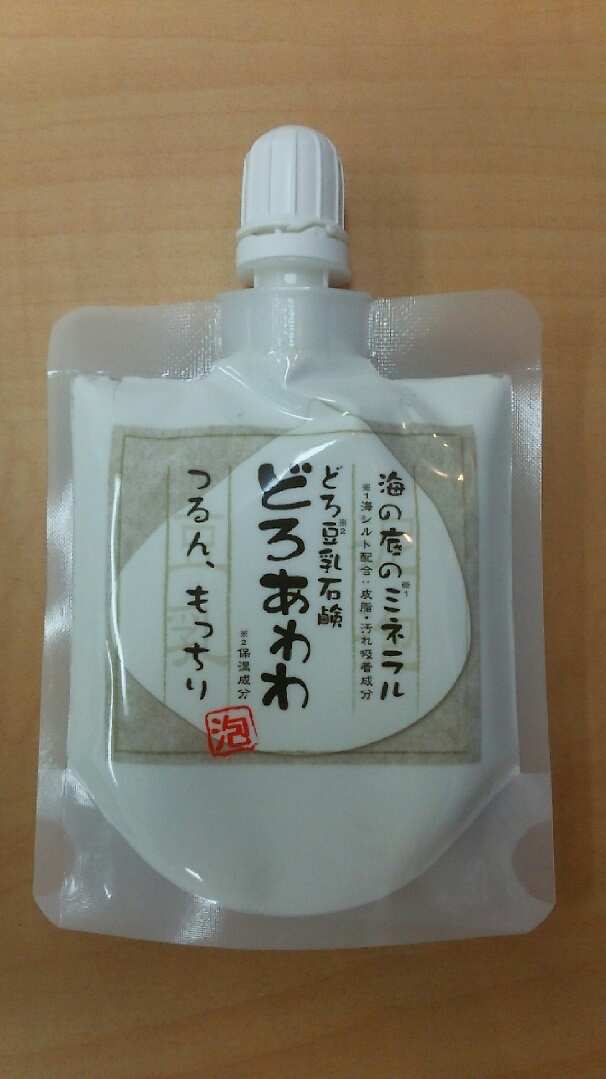 海の底のミネラル※1
※1海シルト配合:皮脂・汚れ吸着成分
どろ豆乳石鹸※2
どろあわわ
※2保湿成分
つるん、もっちり
泡